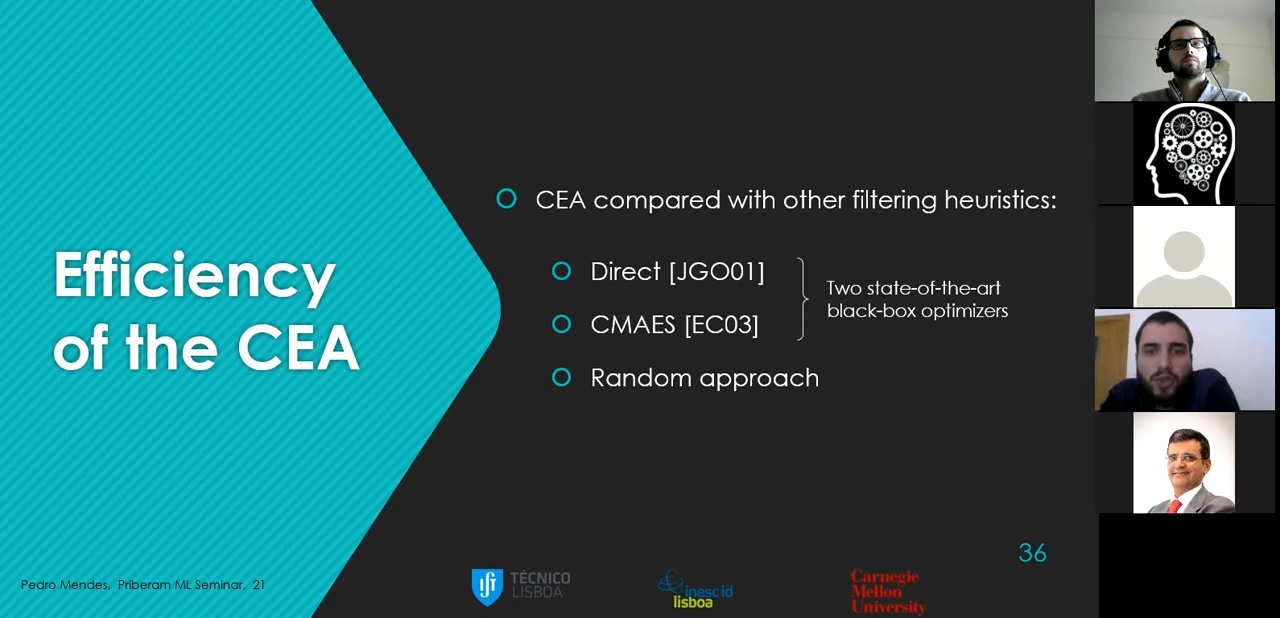 Efficiency
of the CEA
CEA compared with other filtering heuristics:
Direct [JGO01]
CMAES [EC03]
Two state-of-the-art
black-box optimizers
Random approach
36
Pedro Mendes, Priberam ML Seminar, 21
TÉCNICO
LISBOA
inesc id
lisboa
Carnegie
Mellon
University